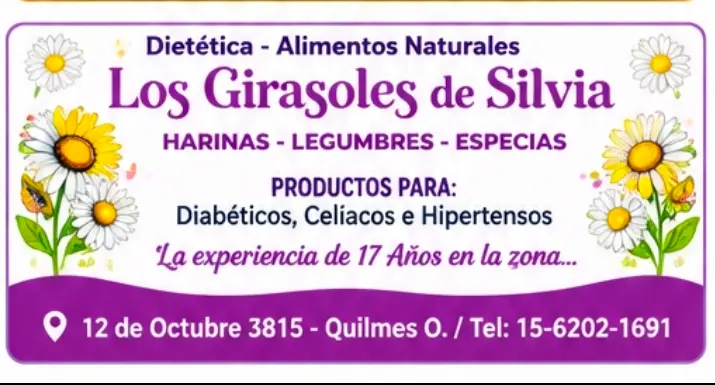 Dietética - Alimentos Naturales
Los Girasoles de Silvia
HARINAS - LEGUMBRES - ESPECIAS
PRODUCTOS PARA:
Diabéticos, Celíacos e Hipertensos
"La experiencia de 17 Años en la zona...
12 de Octubre 3815 - Quilmes O. / Tel: 15-6202-1691